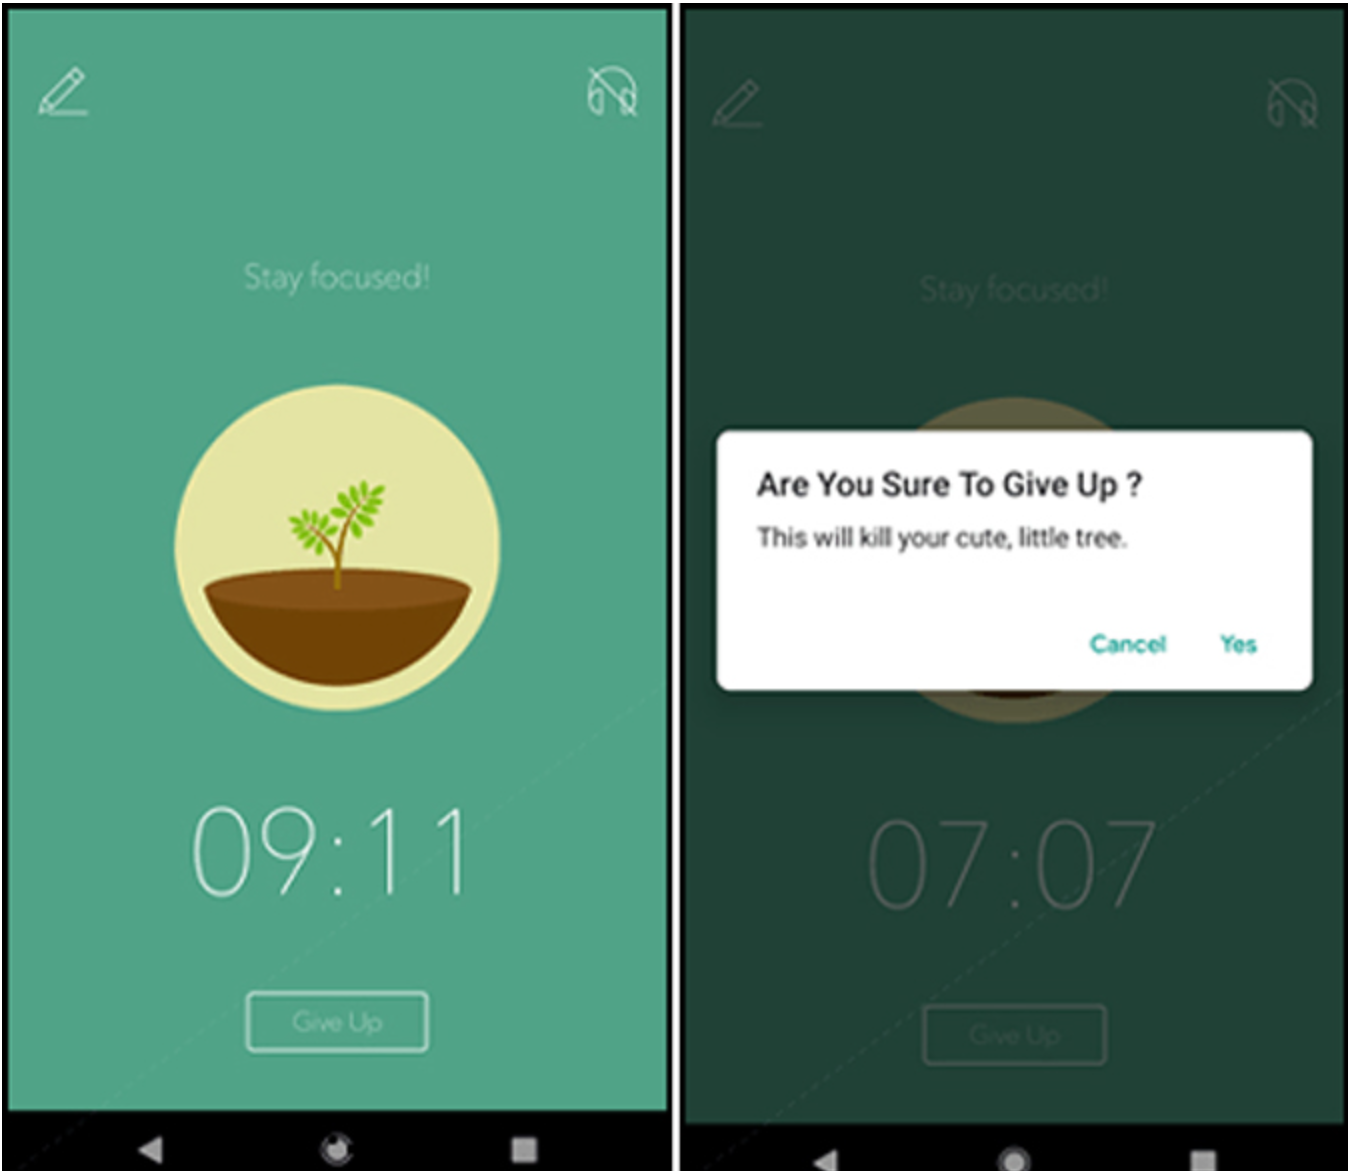 Stay focused!
09:11
Give Up
Stay focused!
Are You Sure To Give Up ?
This will kill your cute, little tree.
Cancel
Yes
07:07
Give Up